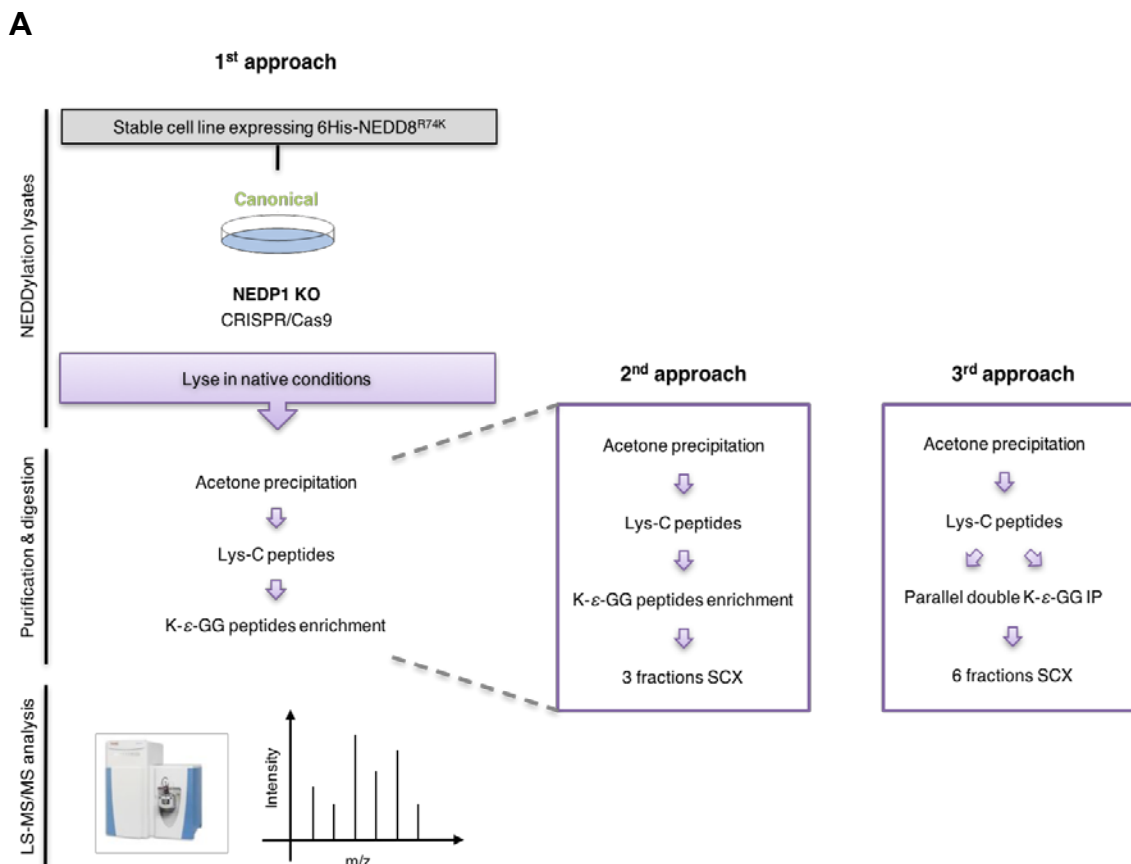 A
1st approach
Stable cell line expressing 6His-NEDD8R74K
Canonical
NEDP1 KO
CRISPR/Cas9
Lyse in native conditions
NEDDylation lysates
Acetone precipitation
Lys-C peptides
K-ε-GG peptides enrichment
Purification & digestion
2nd approach
Acetone precipitation
Lys-C peptides
K-ε-GG peptides enrichment
3 fractions SCX
3rd approach
Acetone precipitation
Lys-C peptides
Parallel double K-ε-GG IP
6 fractions SCX
LS-MS/MS analysis
Intensity
m/z